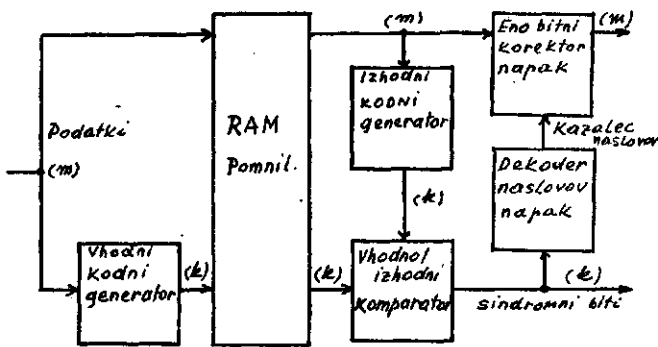 (m)
Eno bitni
korektor
napak
(m)
Izhodni
kodni
generator
RAM
Pomnil.
Podatki
(m)
Kazalec
naslovov
Dekoder
naslovov
napak
(k)
Vhodni
kodni
generator
(k)
(k)
Vhodno/
izhodni
komparator
(k)
sindromni biti